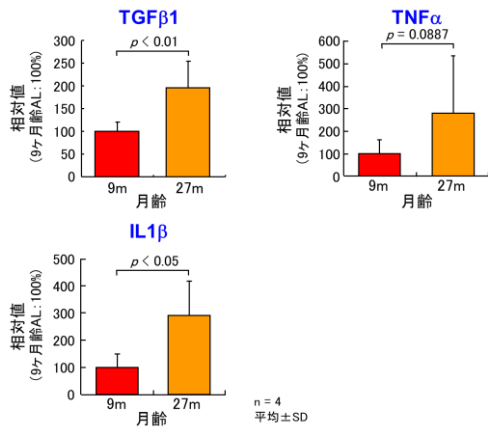 TGFβ1
p < 0.01
300
250
200
150
100
50
0
相対値
(9ヶ月齢AL:100%)
9m 27m
月齢
TNFα
p = 0.0887
600
500
400
300
200
100
0
相対値
(9ヶ月齢AL:100%)
9m 27m
月齢
IL1β
p < 0.05
500
400
300
200
100
0
相対値
(9ヶ月齢AL:100%)
9m 27m
月齢
n = 4
平均±SD